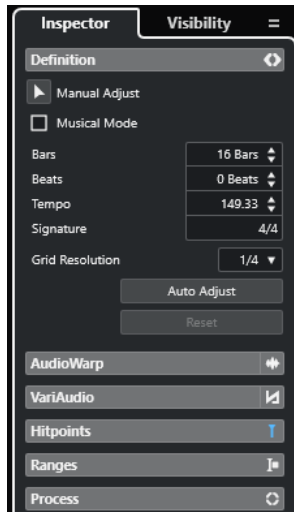 Inspector Visibility
Definition
Manual Adjust
Musical Mode
Bars 16 Bars
Beats 0 Beats
Tempo 149.33
Signature 4/4
Grid Resolution 1/4
Auto Adjust
Reset
AudioWarp
VariAudio
Hitpoints
Ranges
Process